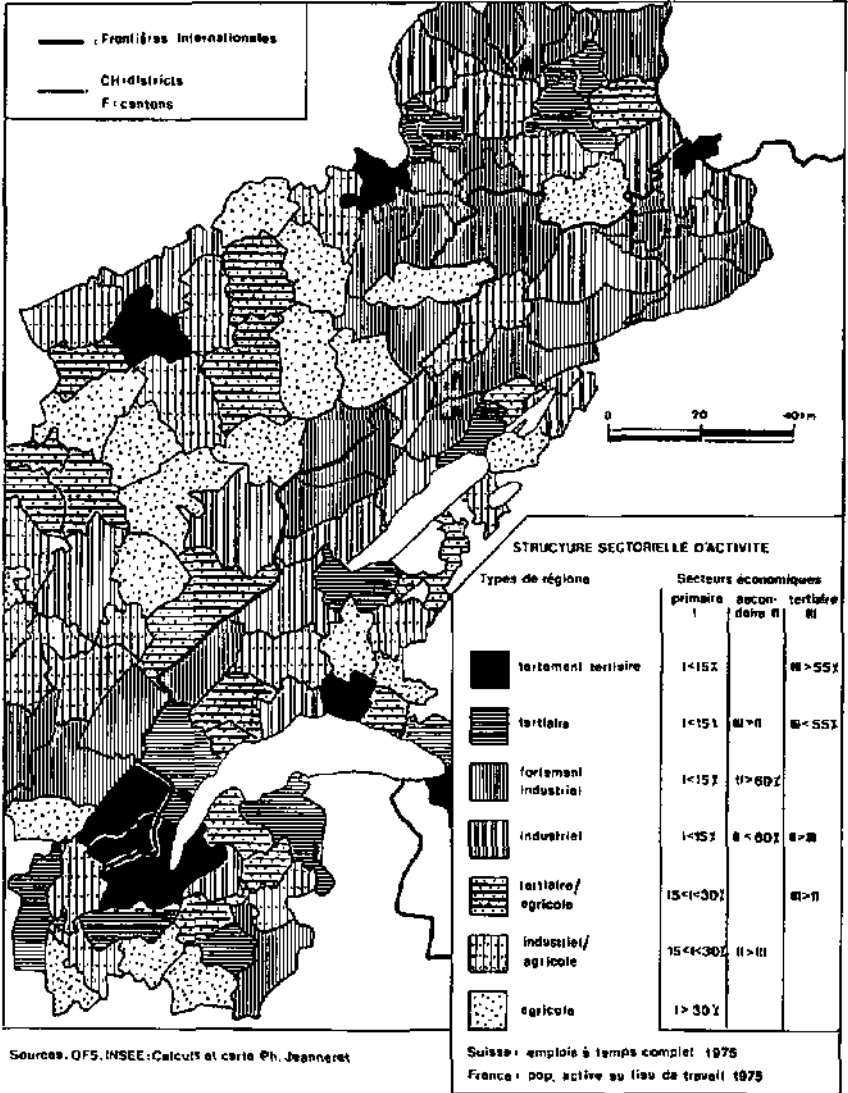 : Frontières Internationales
CH: districts
F: cantons
0 20 40 km
STRUCTURE SECTORIELLE D'ACTIVITE
Types de régions
Secteurs économiques
primaire I
secondaire II
tertiaire III
fortement tertiaire I<15% III>55%
tertiaire I<15% III>II III<55%
fortement industriel I<15% II>60%
industriel I<15% II<60% II>III
tertiaire/agricole 15<I<30% III>II
industriel/agricole 15<I<30% II>III
agricole I>30%
Sources: OFS, INSEE: Calculs et carte Ph. Jeanneret
Suisse: emplois à temps complet 1975
France: pop. active au lieu de travail 1975